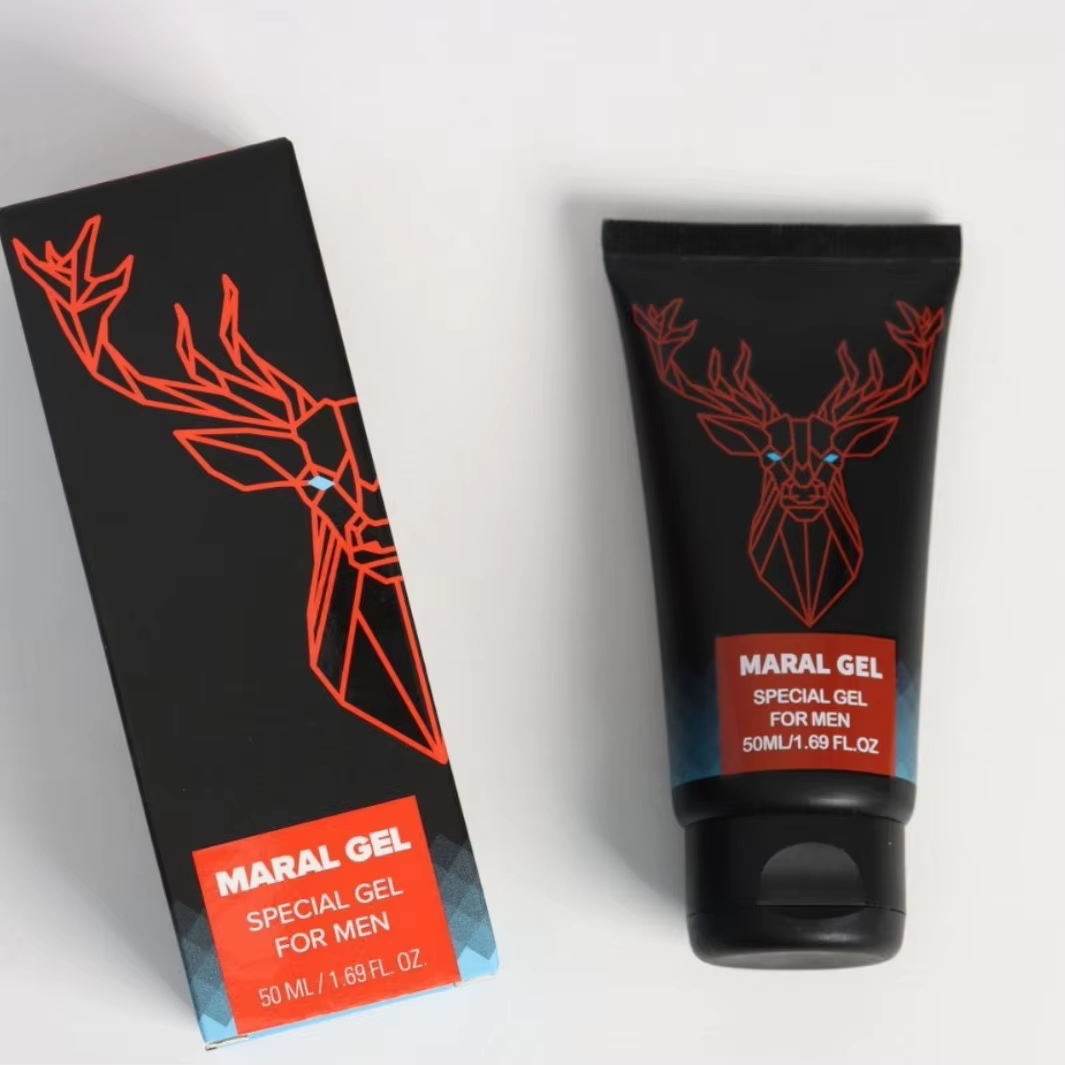 MARAL GEL
SPECIAL GEL
FOR MEN
50 ML / 1.69 FL. OZ.
MARAL GEL
SPECIAL GEL
FOR MEN
50ML/1.69 FL.OZ